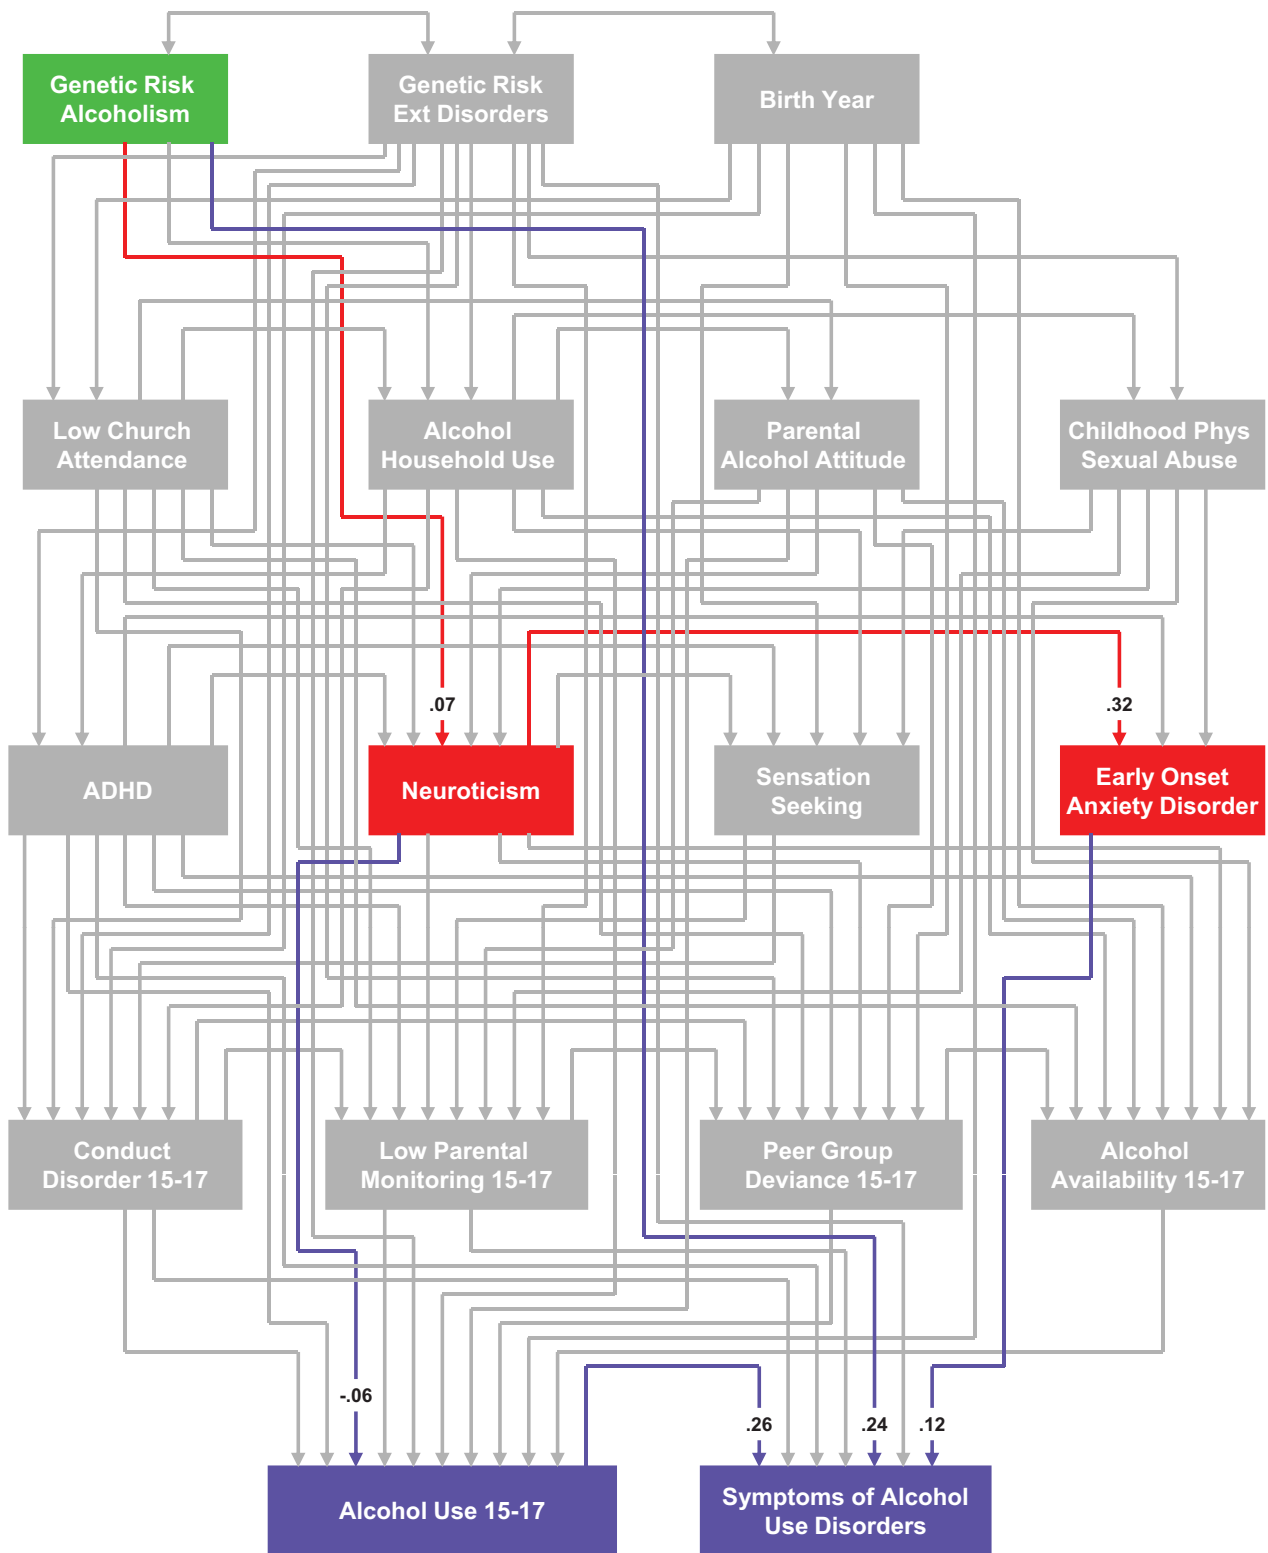 Genetic Risk
Alcoholism
Genetic Risk
Ext Disorders
Birth Year
Low Church
Attendance
Alcohol
Household Use
Parental
Alcohol Attitude
Childhood Phys
Sexual Abuse
.07
.32
ADHD
Neuroticism
Sensation
Seeking
Early Onset
Anxiety Disorder
Conduct
Disorder 15-17
Low Parental
Monitoring 15-17
Peer Group
Deviance 15-17
Alcohol
Availability 15-17
-.06
.26
.24
.12
Alcohol Use 15-17
Symptoms of Alcohol
Use Disorders